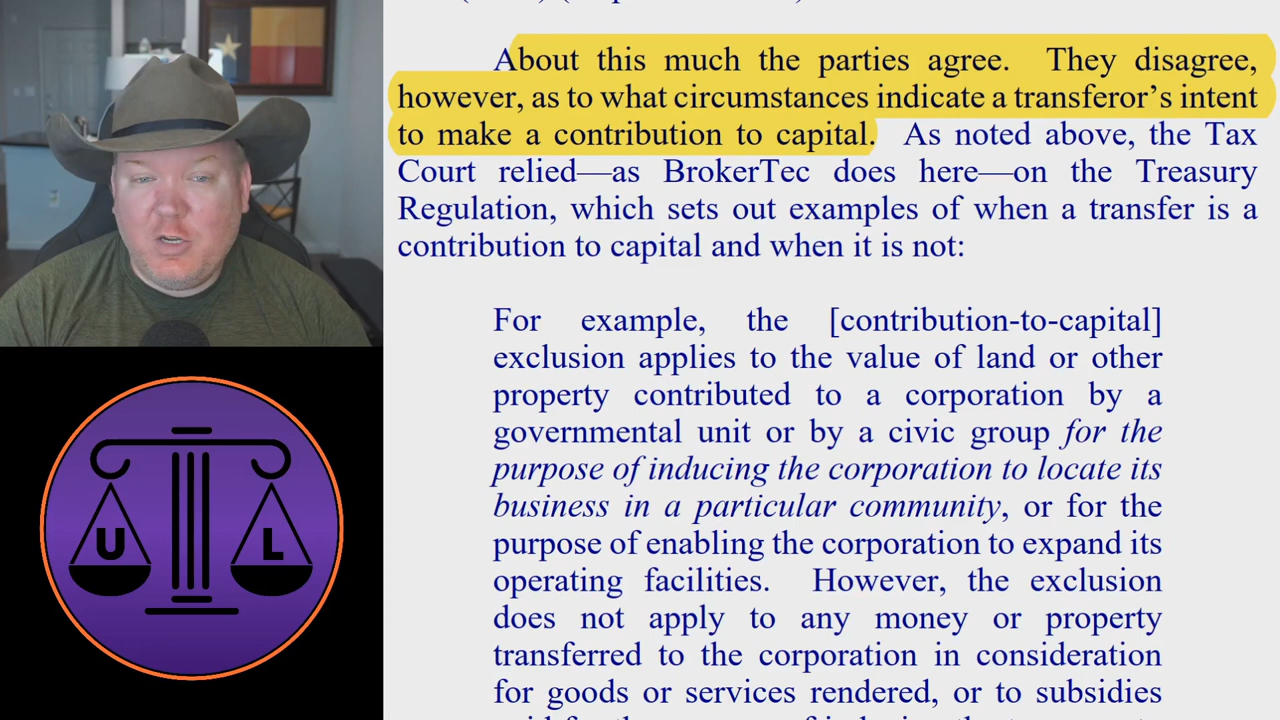 About this much the parties agree. They disagree,
however, as to what circumstances indicate a transferor's intent
to make a contribution to capital. As noted above, the Tax
Court relied—as BrokerTec does here—on the Treasury
Regulation, which sets out examples of when a transfer is a
contribution to capital and when it is not:
For example, the [contribution-to-capital]
exclusion applies to the value of land or other
property contributed to a corporation by a
governmental unit or by a civic group for the
purpose of inducing the corporation to locate its
business in a particular community, or for the
purpose of enabling the corporation to expand its
operating facilities. However, the exclusion
does not apply to any money or property
transferred to the corporation in consideration
for goods or services rendered, or to subsidies
U L